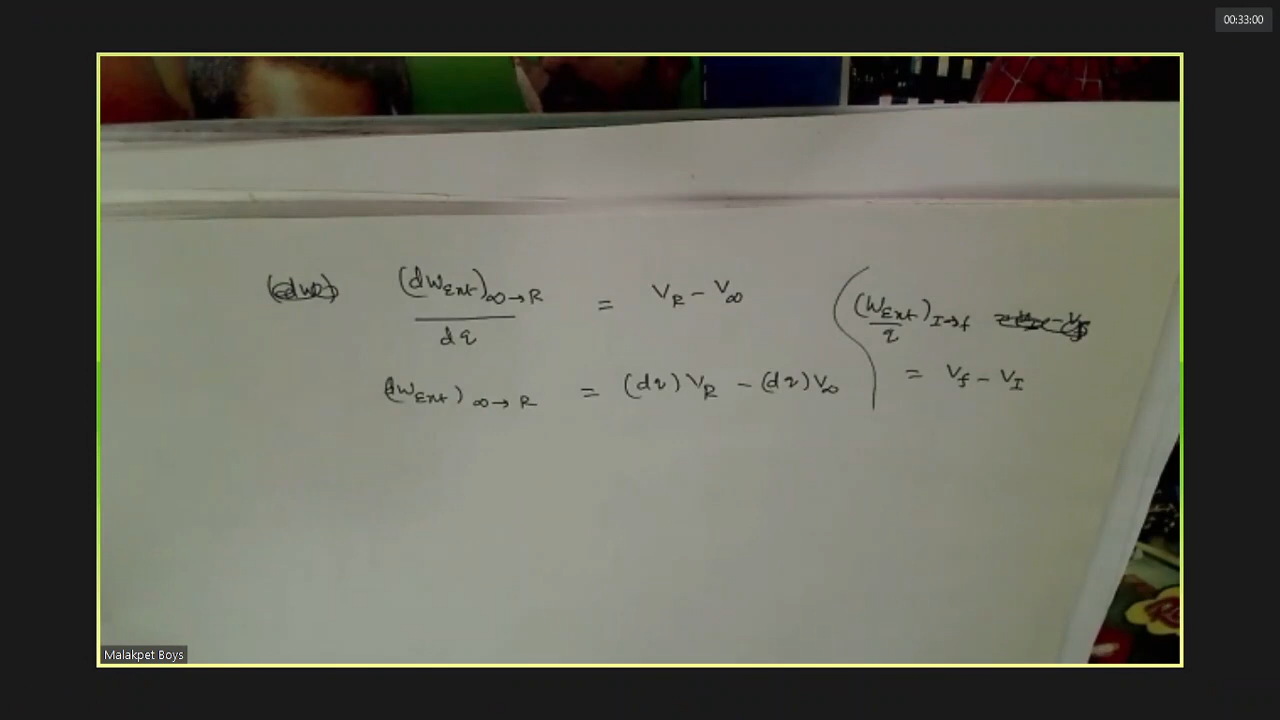 00:33:00
(dW_Ext)_∞→R / dq = V_R − V_∞
(dW_Ext)_∞→R = (dq) V_R − (dq) V_∞
(W_Ext)_I→f / q
= V_f − V_I
Malakpet Boys